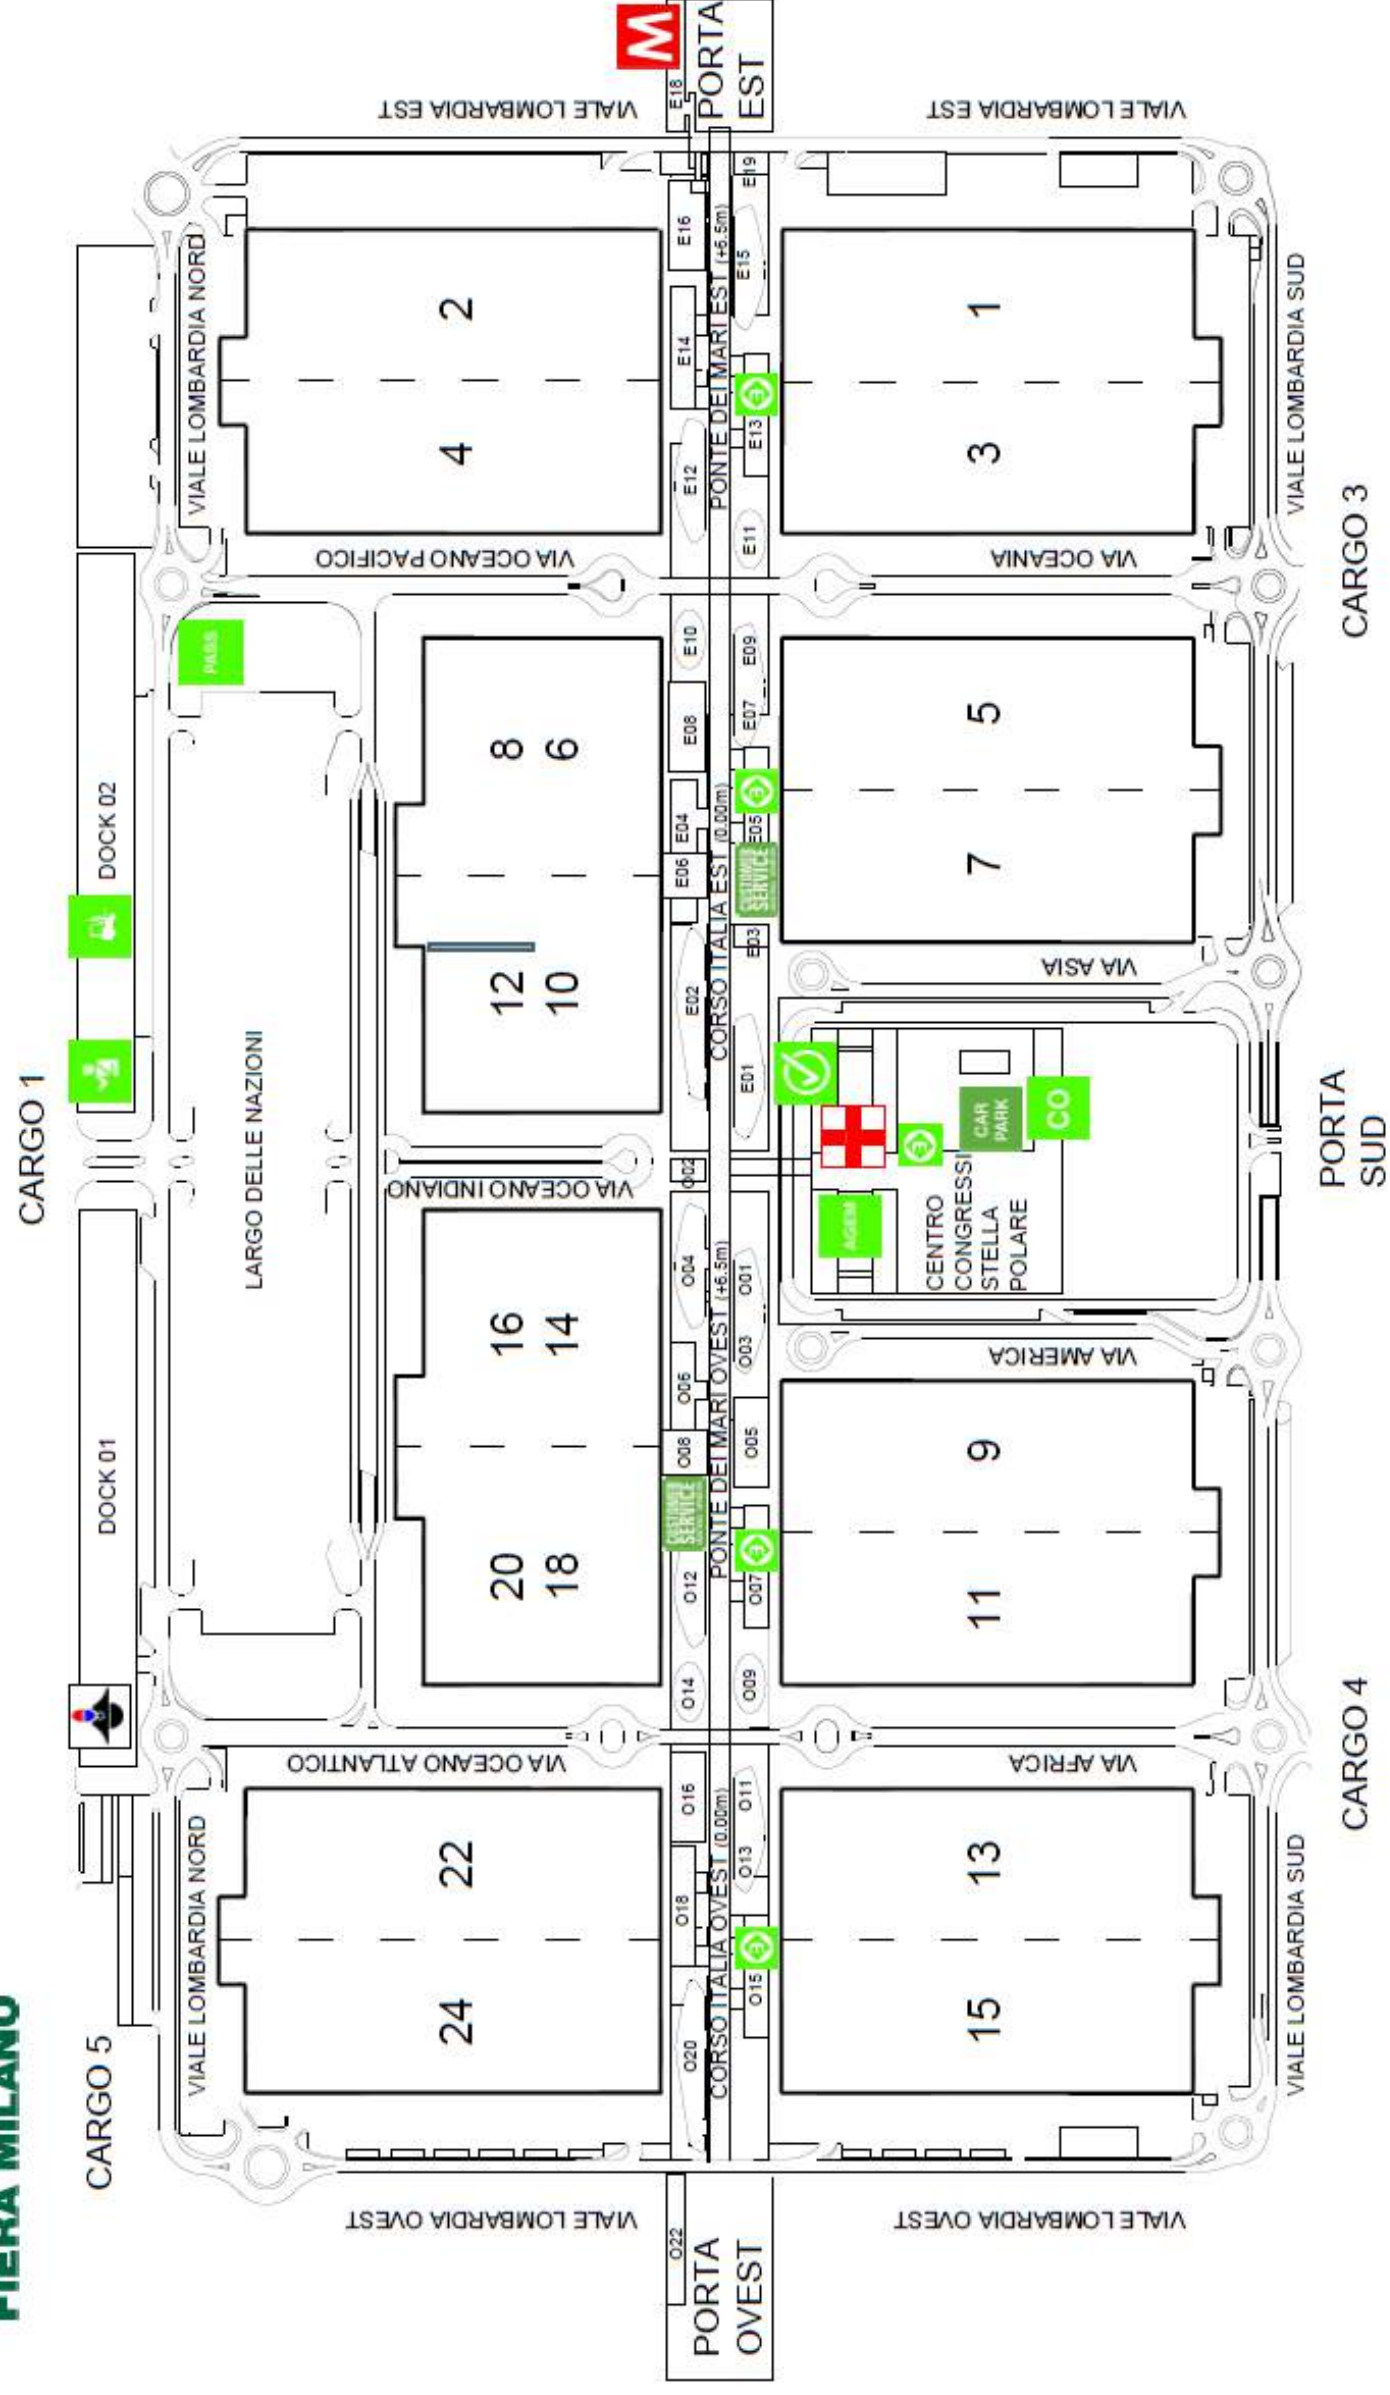 FIERA MILANO
CARGO 5
CARGO 1
DOCK 01
DOCK 02
VIALE LOMBARDIA NORD
LARGO DELLE NAZIONI
PASS
VIALE LOMBARDIA NORD
VIALE LOMBARDIA OVEST
24
22
VIA OCEANO ATLANTICO
20
16
18
14
VIA OCEANO INDIANO
12
8
10
6
VIA OCEANO PACIFICO
4
2
VIALE LOMBARDIA EST
M
O22
O20
O18
O16
O14
O12
CUSTOMER
SERVICE
O08
O06
O04
O02
E02
E06
E04
E08
E10
E12
E14
E16
E18
PORTA
OVEST
CORSO ITALIA OVEST (0.00m)
PONTE DEI MARI OVEST (+6.5m)
CORSO ITALIA EST (0.00m)
PONTE DEI MARI EST (+6.5m)
PORTA
EST
O15
O13
O11
O09
O07
O05
O03
O01
E01
E03
CUSTOMER
SERVICE
E05
E07
E09
E11
E13
E15
E19
VIALE LOMBARDIA OVEST
15
13
VIA AFRICA
11
9
VIA AMERICA
AGEM
CENTRO
CONGRESSI
STELLA
POLARE
CAR
PARK
CO
VIA ASIA
7
5
VIA OCEANIA
3
1
VIALE LOMBARDIA EST
VIALE LOMBARDIA SUD
VIALE LOMBARDIA SUD
CARGO 4
PORTA
SUD
CARGO 3